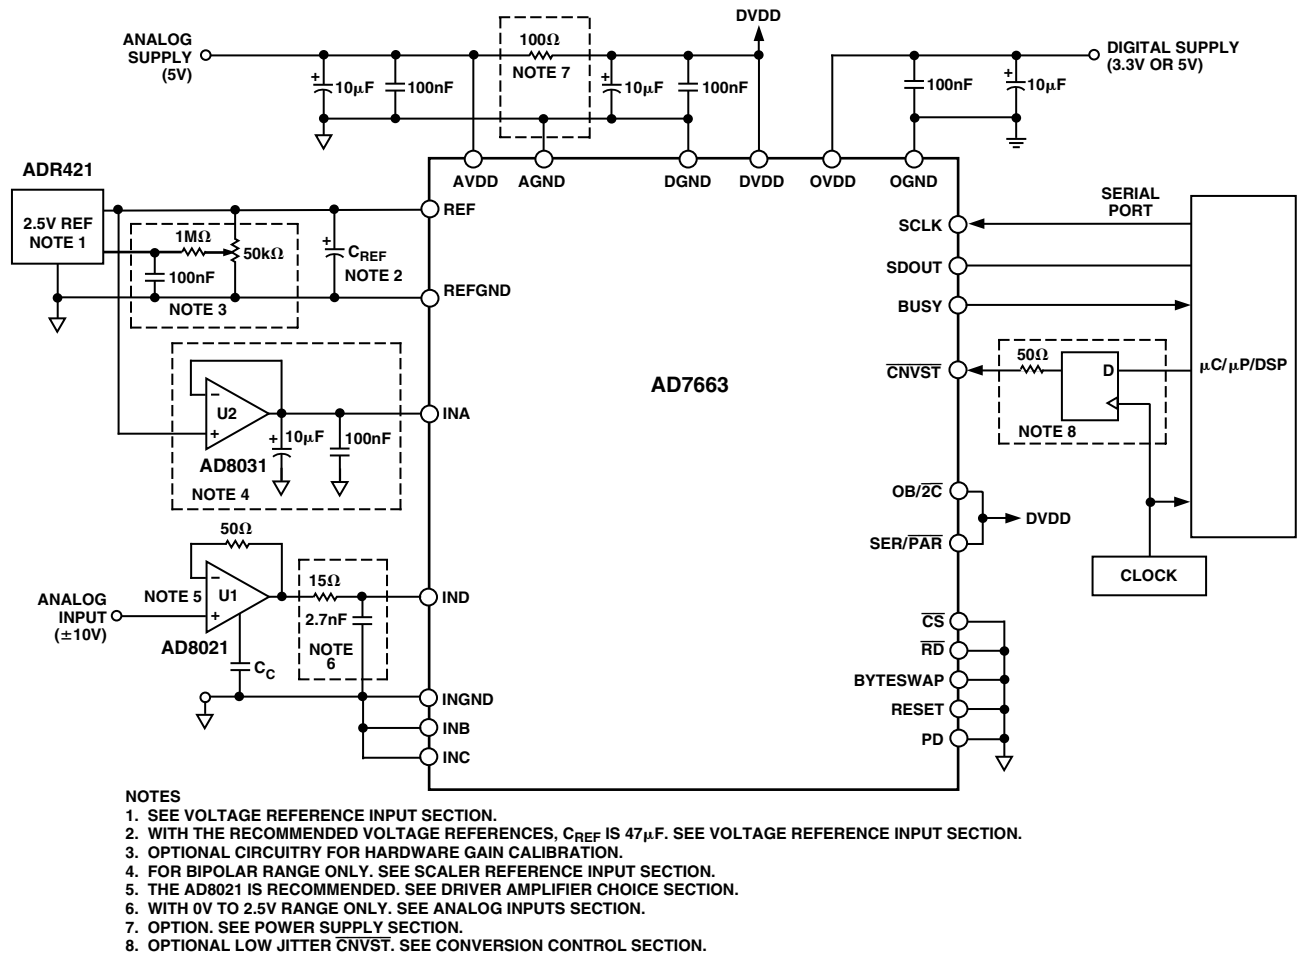 ANALOG
SUPPLY
(5V)
100Ω
NOTE 7
DVDD
DIGITAL SUPPLY
(3.3V OR 5V)
+
10μF
100nF
+
10μF
100nF
100nF
+
10μF
ADR421
2.5V REF
NOTE 1
AVDD
AGND
DGND
DVDD
OVDD
OGND
REF
1MΩ
50kΩ
100nF
NOTE 3
+
CREF
NOTE 2
REFGND
SCLK
SERIAL
PORT
SDOUT
BUSY
CNVST
50Ω
D
NOTE 8
μC/μP/DSP
AD7663
−
U2
+
AD8031
+
10μF
100nF
NOTE 4
INA
OB/2C
SER/PAR
DVDD
CLOCK
50Ω
NOTE 5
−
U1
+
ANALOG
INPUT
(±10V)
AD8021
CC
15Ω
2.7nF
NOTE
6
IND
INGND
INB
INC
CS
RD
BYTESWAP
RESET
PD
NOTES
1. SEE VOLTAGE REFERENCE INPUT SECTION.
2. WITH THE RECOMMENDED VOLTAGE REFERENCES, CREF IS 47μF. SEE VOLTAGE REFERENCE INPUT SECTION.
3. OPTIONAL CIRCUITRY FOR HARDWARE GAIN CALIBRATION.
4. FOR BIPOLAR RANGE ONLY. SEE SCALER REFERENCE INPUT SECTION.
5. THE AD8021 IS RECOMMENDED. SEE DRIVER AMPLIFIER CHOICE SECTION.
6. WITH 0V TO 2.5V RANGE ONLY. SEE ANALOG INPUTS SECTION.
7. OPTION. SEE POWER SUPPLY SECTION.
8. OPTIONAL LOW JITTER CNVST. SEE CONVERSION CONTROL SECTION.